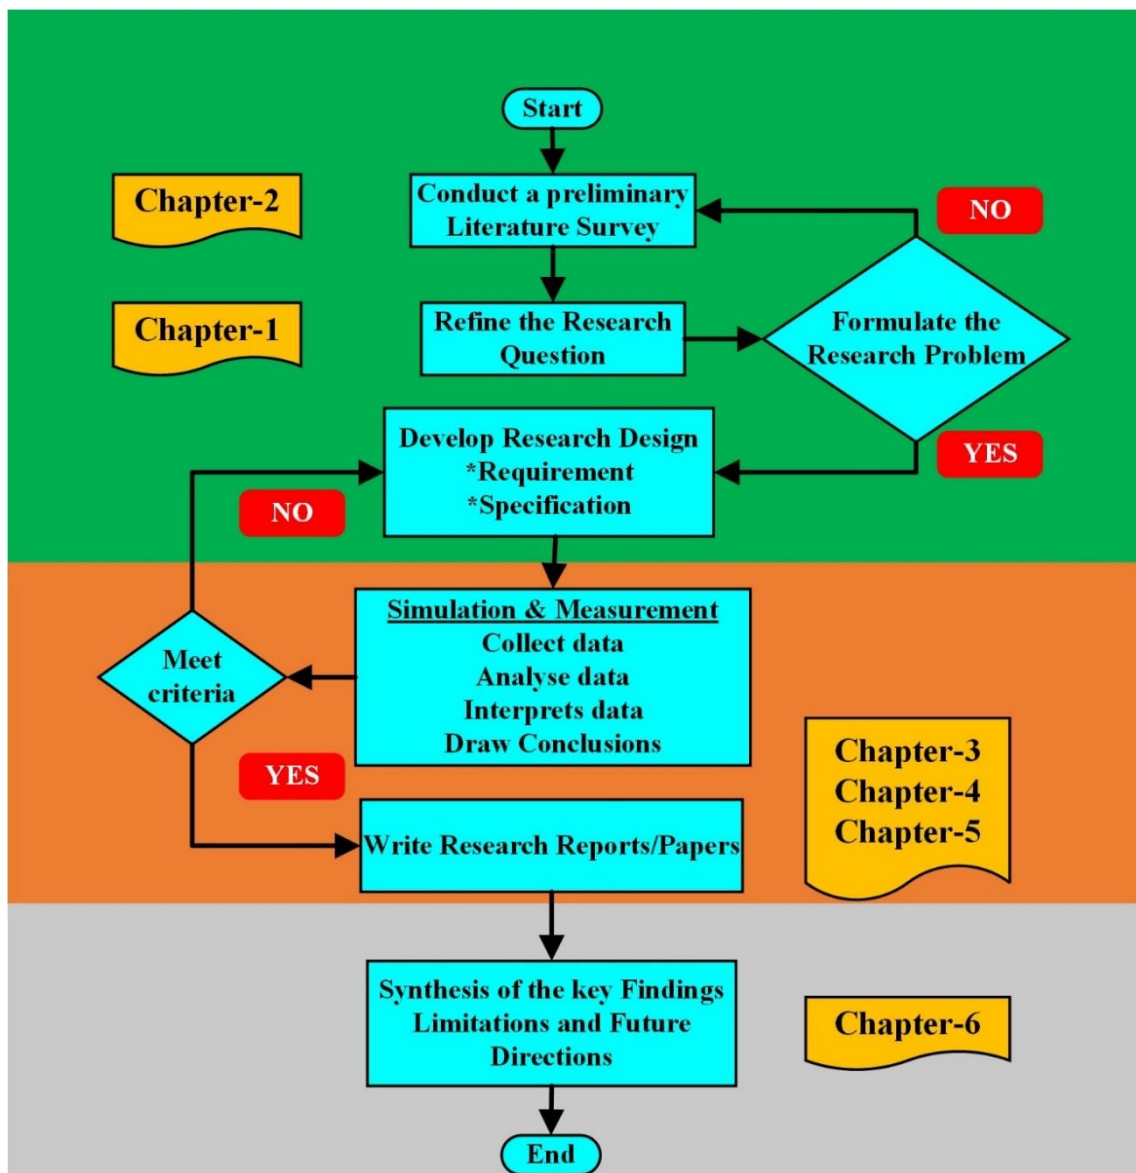 Start
Chapter-2
Conduct a preliminary
Literature Survey
NO
Chapter-1
Refine the Research
Question
Formulate the
Research Problem
Develop Research Design
*Requirement
*Specification
YES
NO
Simulation & Measurement
Collect data
Analyse data
Interprets data
Draw Conclusions
Meet
criteria
YES
Chapter-3
Chapter-4
Chapter-5
Write Research Reports/Papers
Synthesis of the key Findings
Limitations and Future
Directions
Chapter-6
End